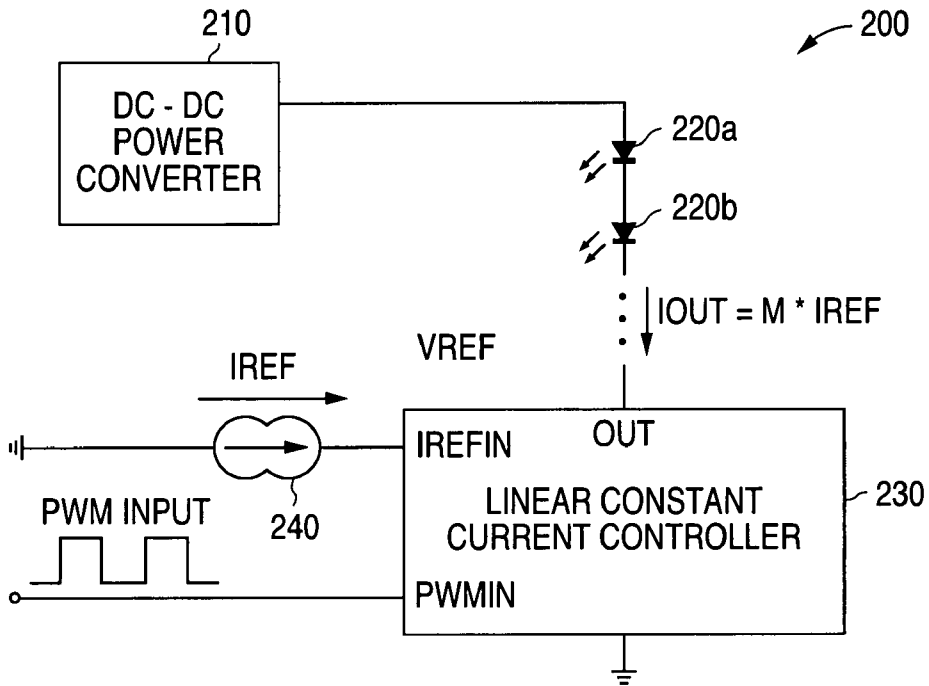 210
200
DC - DC
POWER
CONVERTER
220a
220b
IOUT = M * IREF
VREF
IREF
IREFIN
OUT
240
LINEAR CONSTANT
CURRENT CONTROLLER
230
PWM INPUT
PWMIN